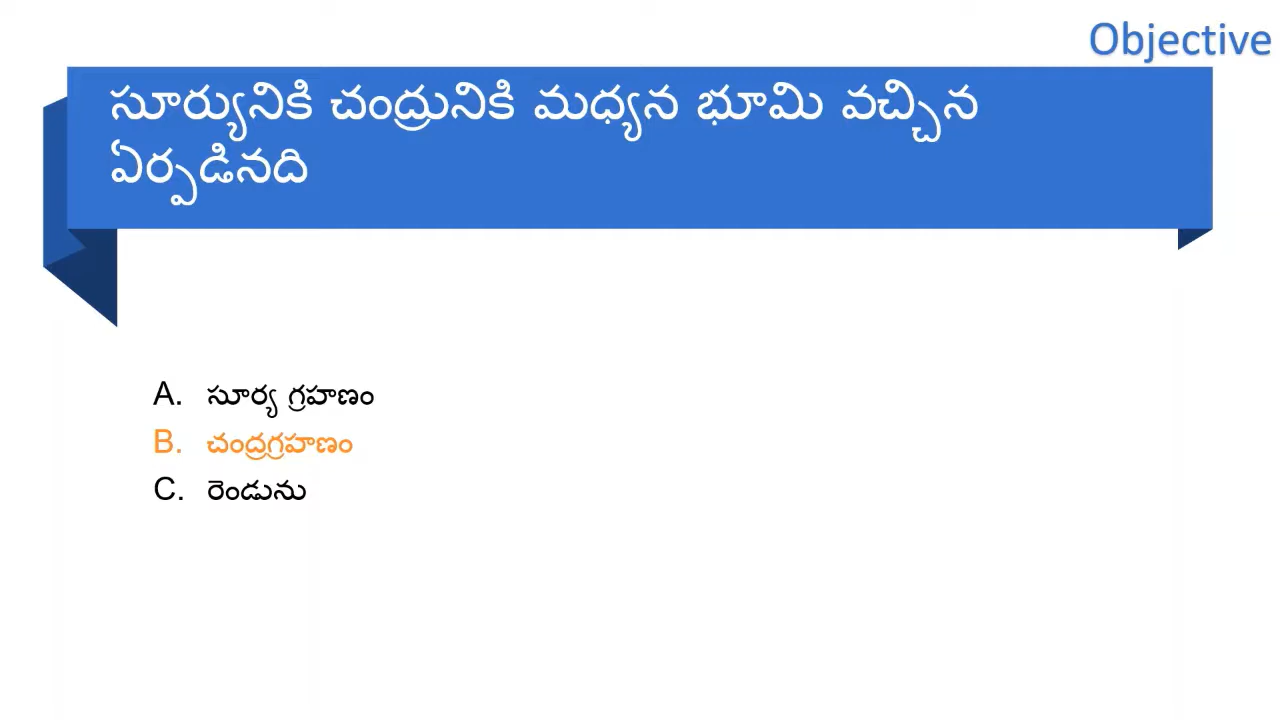 Objective
సూర్యునికి చంద్రునికి మధ్యన భూమి వచ్చిన
ఏర్పడినది
A. సూర్య గ్రహణం
B. చంద్రగ్రహణం
C. రెండును